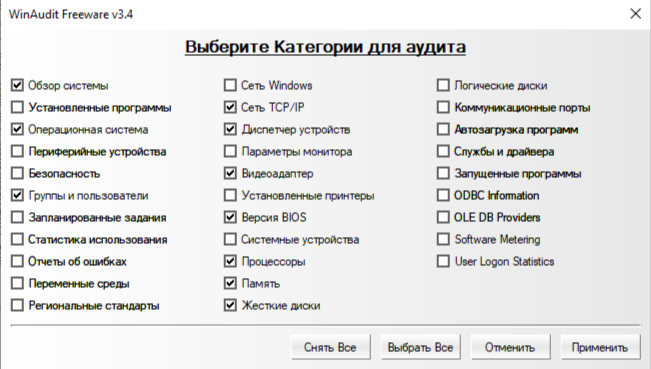 WinAudit Freeware v3.4
Выберите Категории для аудита
Обзор системы
Установленные программы
Операционная система
Периферийные устройства
Безопасность
Группы и пользователи
Запланированные задания
Статистика использования
Отчеты об ошибках
Переменные среды
Региональные стандарты
Сеть Windows
Сеть TCP/IP
Диспетчер устройств
Параметры монитора
Видеоадаптер
Установленные принтеры
Версия BIOS
Системные устройства
Процессоры
Память
Жесткие диски
Логические диски
Коммуникационные порты
Автозагрузка программ
Службы и драйвера
Запущенные программы
ODBC Information
OLE DB Providers
Software Metering
User Logon Statistics
Снять Все
Выбрать Все
Отменить
Применить